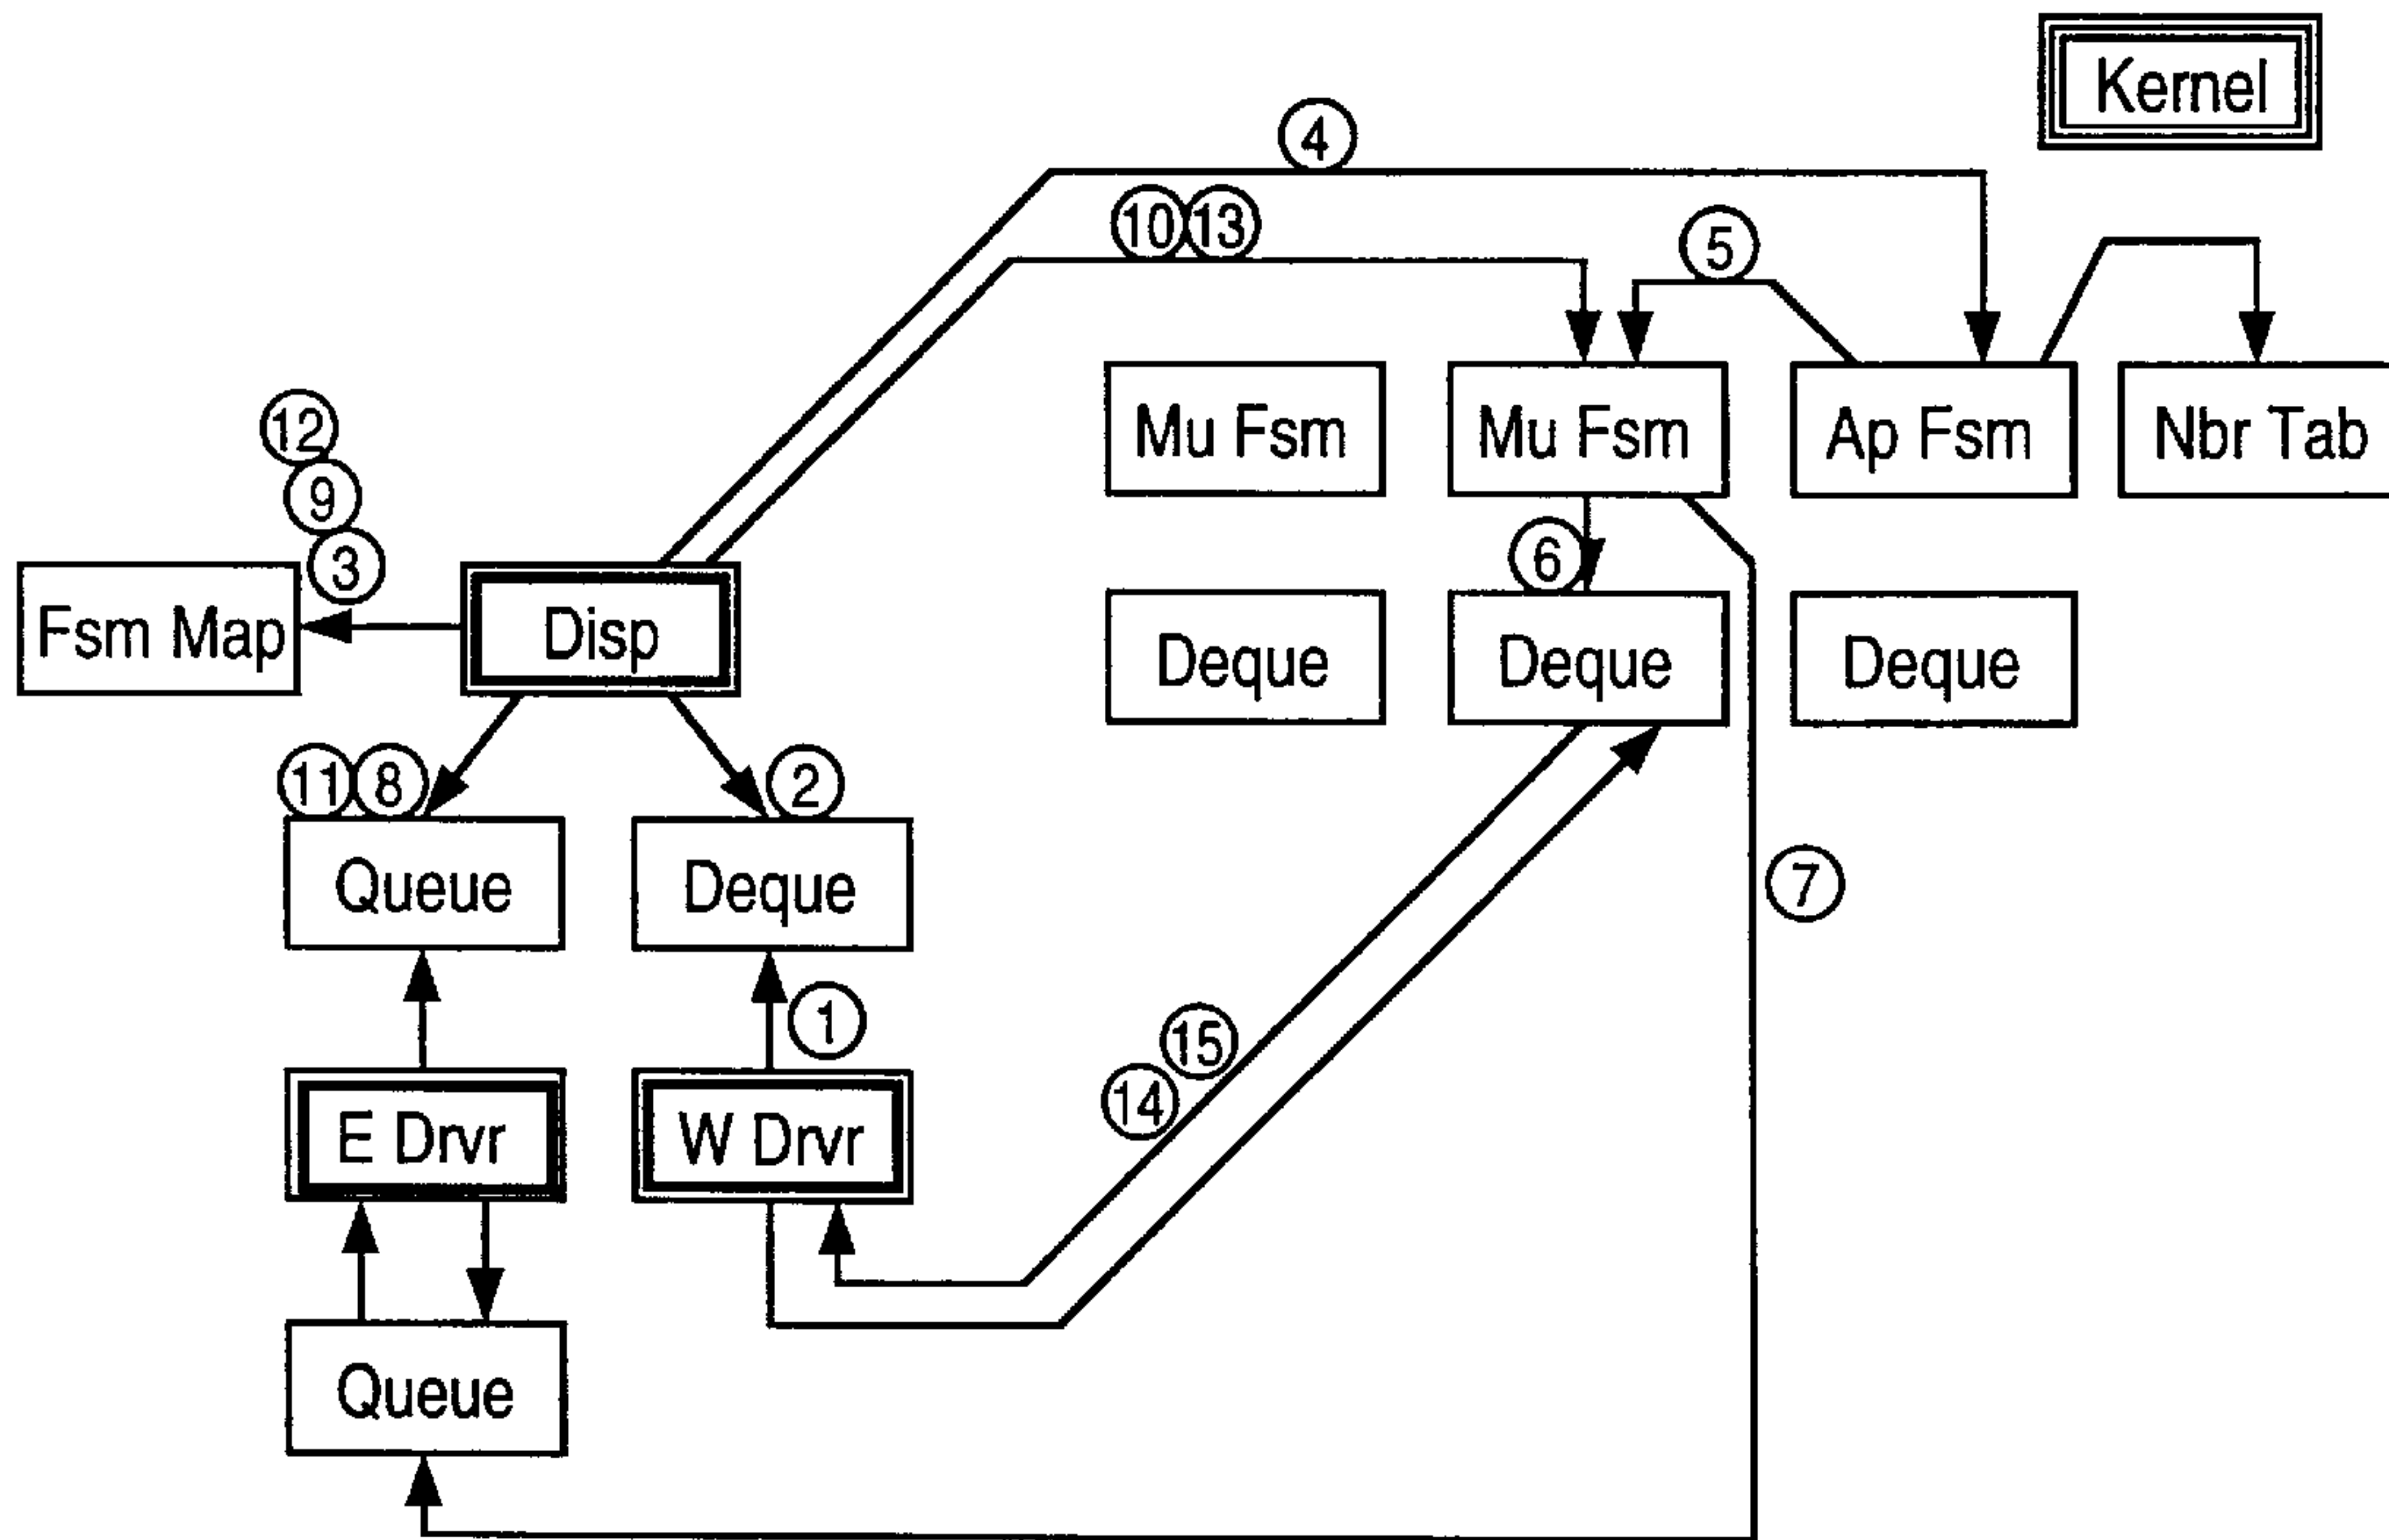 Kernel
4
10 13
5
12
9
3
Mu Fsm
Mu Fsm
Ap Fsm
Nbr Tab
6
Fsm Map
Disp
Deque
Deque
Deque
11 8
2
Queue
Deque
7
1
15
14
E Drvr
W Drvr
Queue